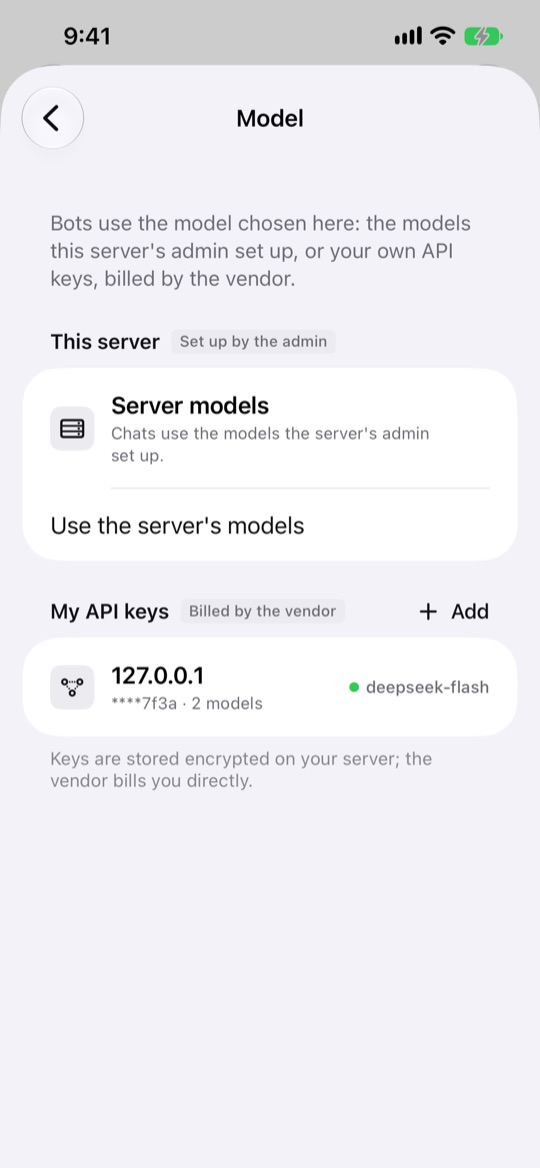 9:41
Model
Bots use the model chosen here: the models
this server's admin set up, or your own API
keys, billed by the vendor.
This server Set up by the admin
Server models
Chats use the models the server's admin
set up.
Use the server's models
My API keys Billed by the vendor + Add
127.0.0.1
****7f3a · 2 models
deepseek-flash
Keys are stored encrypted on your server; the
vendor bills you directly.